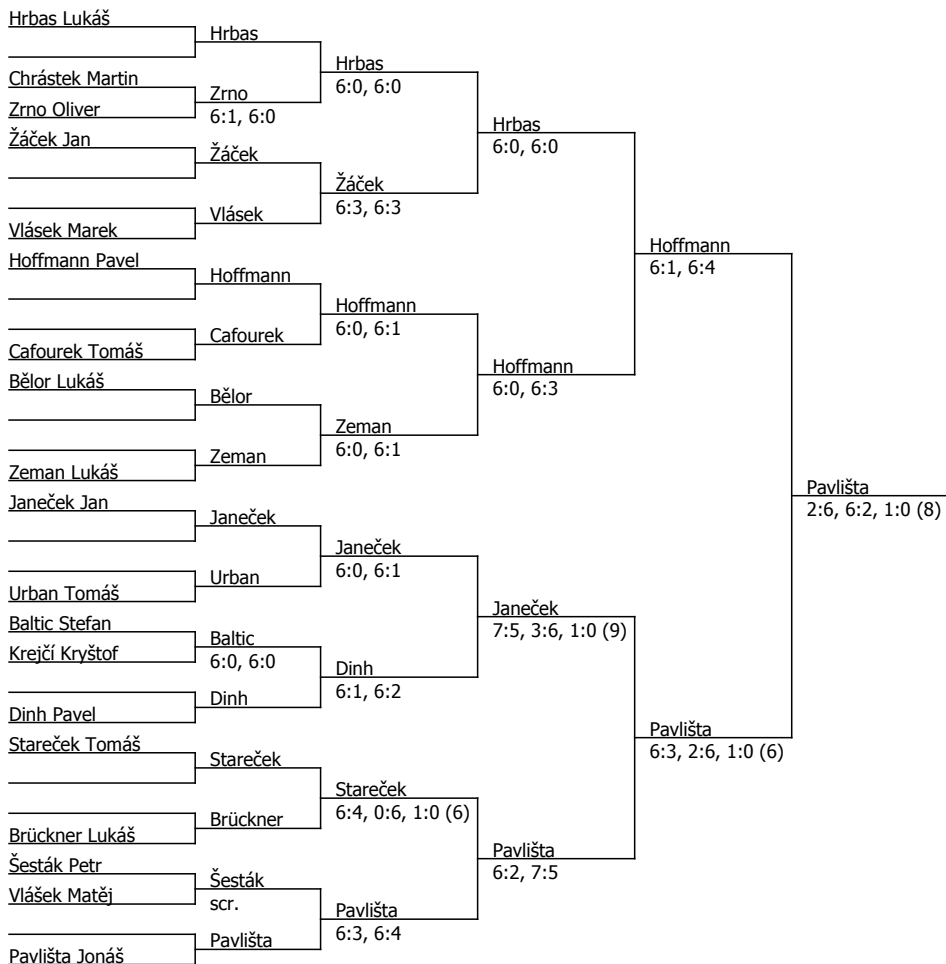 Hrbas Lukáš
Hrbas
Hrbas
6:0, 6:0
Chrástek Martin
Zrno
6:1, 6:0
Zrno Oliver
Hrbas
6:0, 6:0
Žáček Jan
Žáček
Žáček
6:3, 6:3
Vlásek
Vlásek Marek
Hoffmann
6:1, 6:4
Hoffmann Pavel
Hoffmann
Hoffmann
6:0, 6:1
Cafourek
Cafourek Tomáš
Hoffmann
6:0, 6:3
Bělor Lukáš
Bělor
Zeman
6:0, 6:1
Zeman
Zeman Lukáš
Pavlišta
2:6, 6:2, 1:0 (8)
Janeček Jan
Janeček
Janeček
6:0, 6:1
Urban
Urban Tomáš
Janeček
7:5, 3:6, 1:0 (9)
Baltic Stefan
Baltic
6:0, 6:0
Krejčí Kryštof
Dinh
6:1, 6:2
Dinh
Dinh Pavel
Pavlišta
6:3, 2:6, 1:0 (6)
Stareček Tomáš
Stareček
Stareček
6:4, 0:6, 1:0 (6)
Brückner
Brückner Lukáš
Pavlišta
6:2, 7:5
Šesták Petr
Šesták
scr.
Vlášek Matěj
Pavlišta
6:3, 6:4
Pavlišta
Pavlišta Jonáš